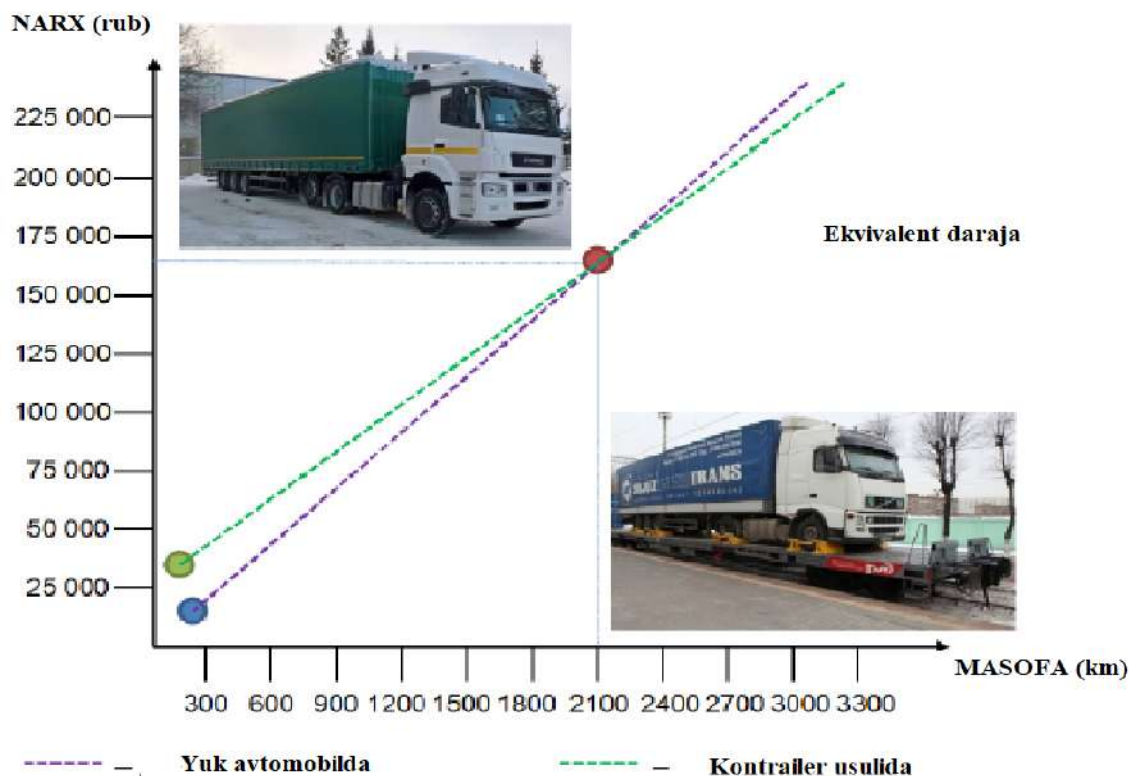 NARX (rub)
225 000
200 000
175 000
150 000
125 000
100 000
75 000
50 000
25 000
Ekvivalent daraja
TRANS
MASOFA (km)
300 600 900 1200 1500 1800 2100 2400 2700 3000 3300
Yuk avtomobilda
Kontrailer usulida